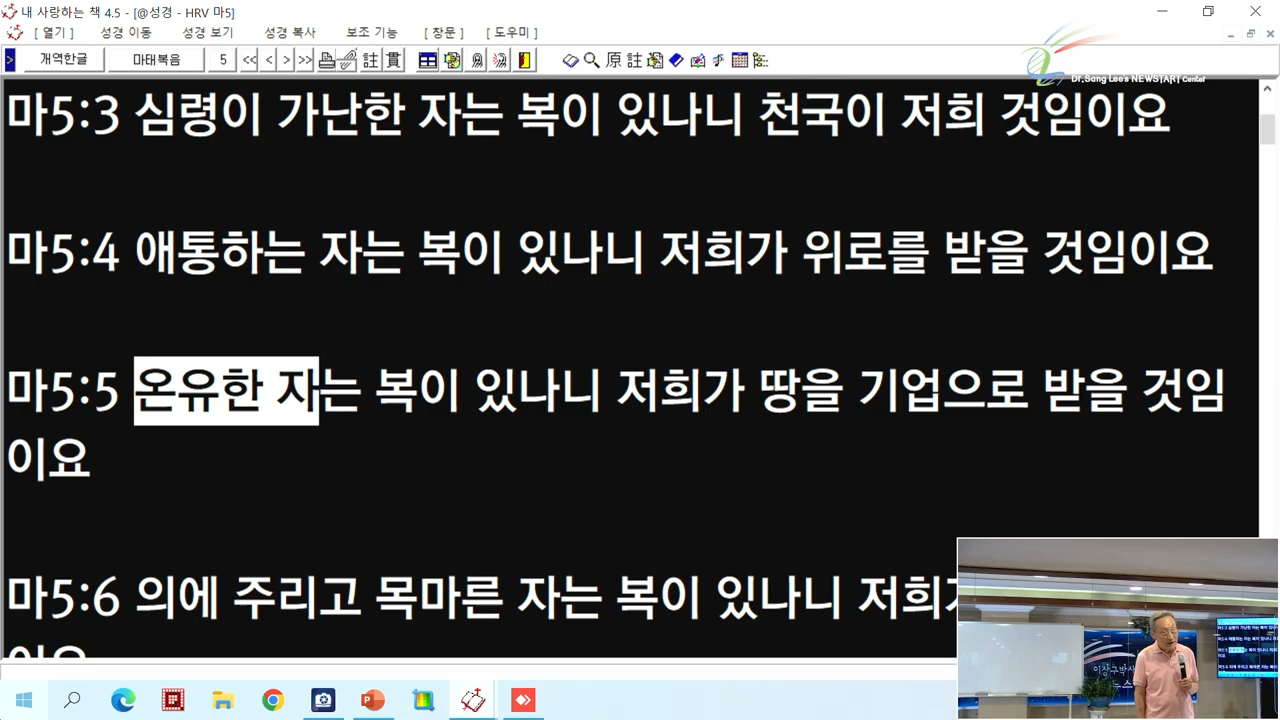 내 사랑하는 책 4.5 - [@성경 - HRV 마5]
[ 열기 ] 성경 이동 성경 보기 성경 복사 보조 기능 [ 창문 ] [ 도우미 ]
> 개역한글 마태복음 5 << < > >> 註 貫 原 註
Dr.Sang Lee's NEWSTART Center
마5:3 심령이 가난한 자는 복이 있나니 천국이 저희 것임이요
마5:4 애통하는 자는 복이 있나니 저희가 위로를 받을 것임이요
마5:5 온유한 자는 복이 있나니 저희가 땅을 기업으로 받을 것임
이요
마5:6 의에 주리고 목마른 자는 복이 있나니 저희가